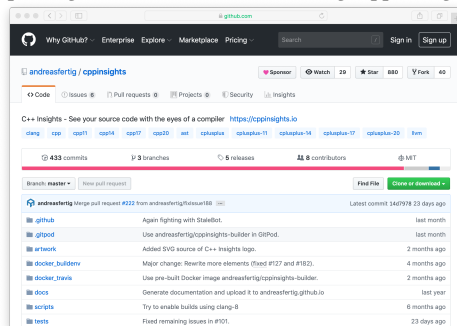 github.com
Why GitHub? Enterprise Explore Marketplace Pricing Search Sign in Sign up
andreasfertig / cppinsights Sponsor Watch 29 Star 880 Fork 40
Code Issues 6 Pull requests 0 Projects 0 Security Insights
C++ Insights - See your source code with the eyes of a compiler https://cppinsights.io
clang cpp cpp11 cpp14 cpp17 cpp20 ast cplusplus cplusplus-11 cplusplus-14 cplusplus-17 cplusplus-20 llvm
433 commits 3 branches 5 releases 8 contributors MIT
Branch: master New pull request Find File Clone or download
andreasfertig Merge pull request #222 from andreasfertig/fixissue188 Latest commit 14d7978 23 days ago
.github Again fighting with StaleBot. last month
.gitpod Use andreasfertig/cppinsights-builder in GitPod. last month
artwork Added SVG source of C++ Insights logo. 2 months ago
docker_buildenv Major change: Rewrite more elements (fixed #127 and #182). 4 months ago
docker_travis Use pre-built Docker image andreasfertig/cppinsights-builder. 2 months ago
docs Generate documentation and upload it to andreasfertig.github.io last year
scripts Try to enable builds using clang-8 6 months ago
tests Fixed remaining issues in #101. 23 days ago